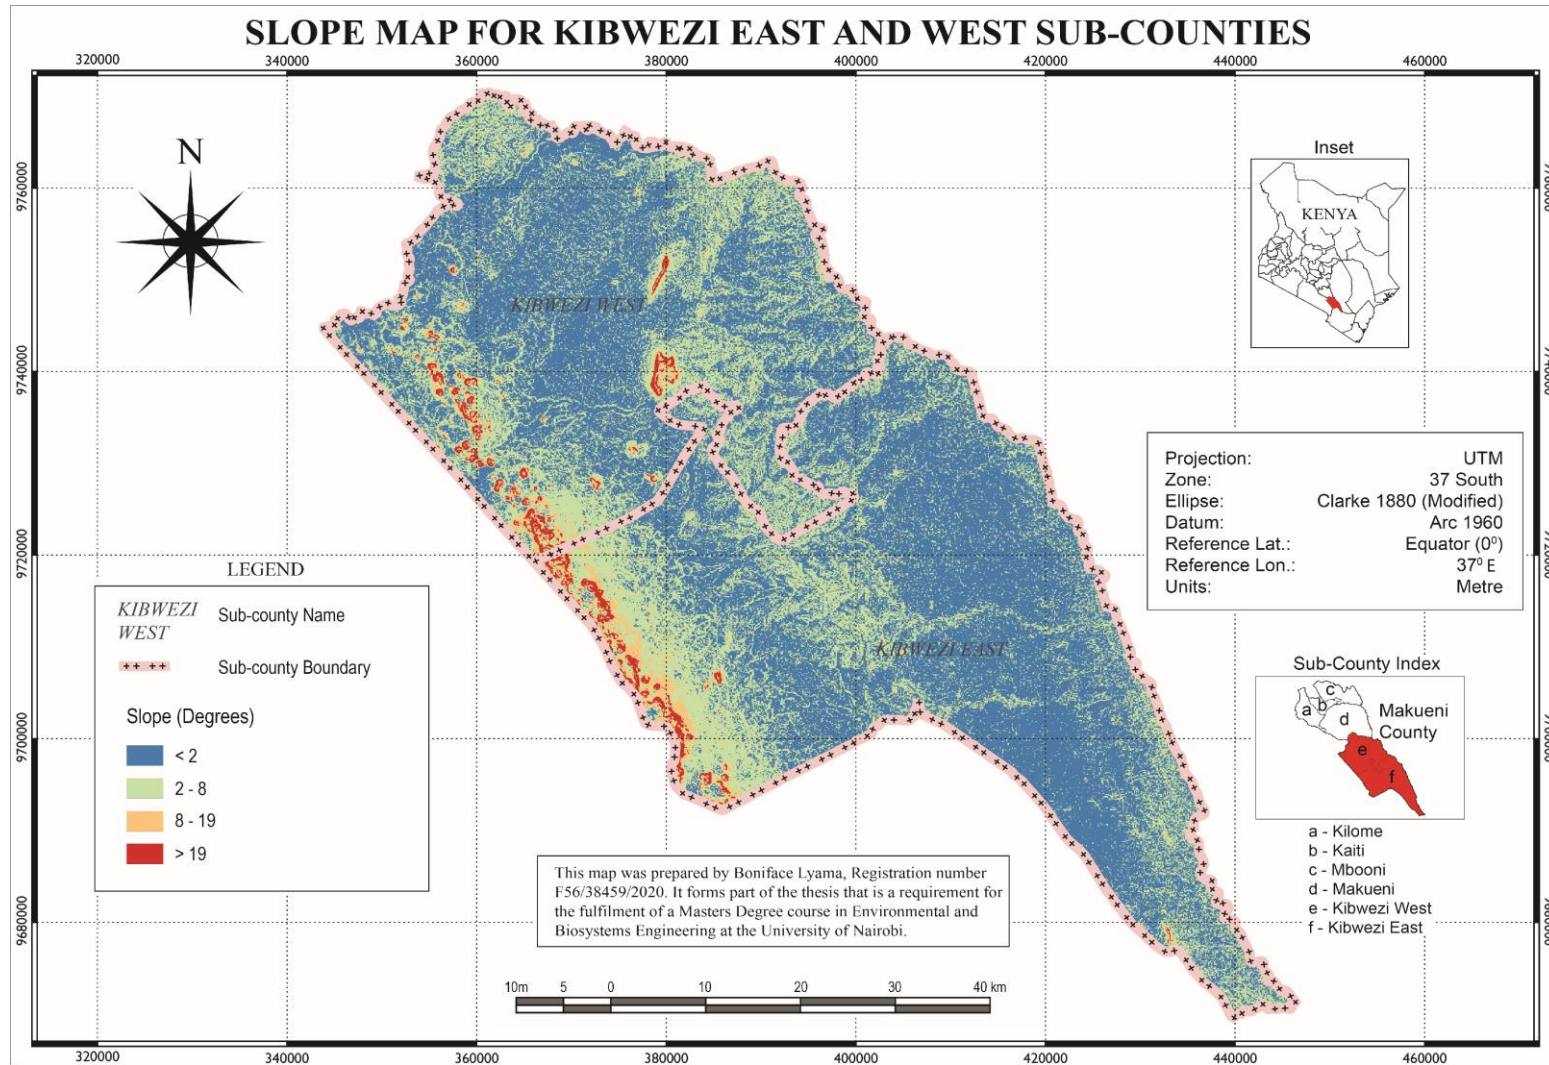 SLOPE MAP FOR KIBWEZI EAST AND WEST SUB-COUNTIES
320000 340000 360000 380000 400000 420000 440000 460000
9760000 9760000
9740000 9740000
9720000 9720000
9700000 9700000
9680000 9680000
N
KIBWEZI WEST
KIBWEZI EAST
Inset
KENYA
Projection: UTM
Zone: 37 South
Ellipse: Clarke 1880 (Modified)
Datum: Arc 1960
Reference Lat.: Equator (0⁰)
Reference Lon.: 37⁰ E
Units: Metre
LEGEND
KIBWEZI
WEST
Sub-county Name
Sub-county Boundary
Slope (Degrees)
< 2
2 - 8
8 - 19
> 19
Sub-County Index
a
b
c
d
e
f
Makueni
County
a - Kilome
b - Kaiti
c - Mbooni
d - Makueni
e - Kibwezi West
f - Kibwezi East
This map was prepared by Boniface Lyama, Registration number
F56/38459/2020. It forms part of the thesis that is a requirement for
the fulfilment of a Masters Degree course in Environmental and
Biosystems Engineering at the University of Nairobi.
10m 5 0 10 20 30 40 km
320000 340000 360000 380000 400000 420000 440000 460000